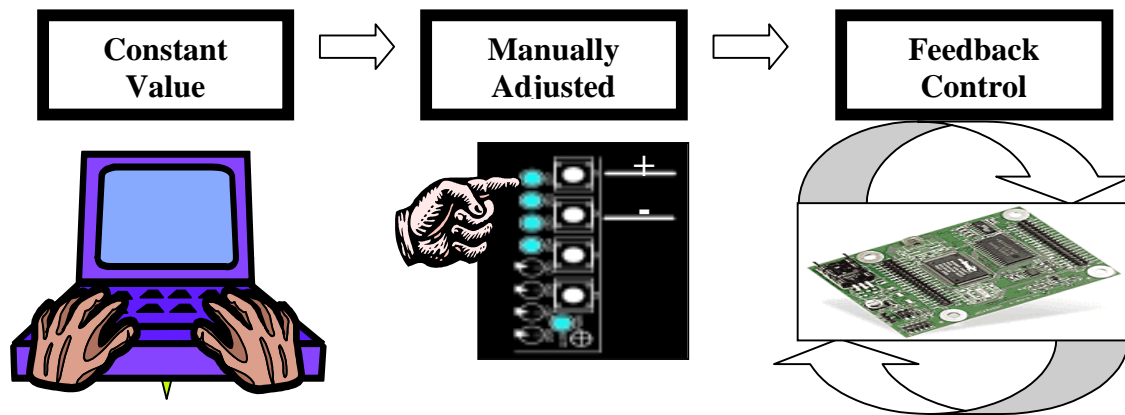 Constant
Value
Manually
Adjusted
Feedback
Control
+
-